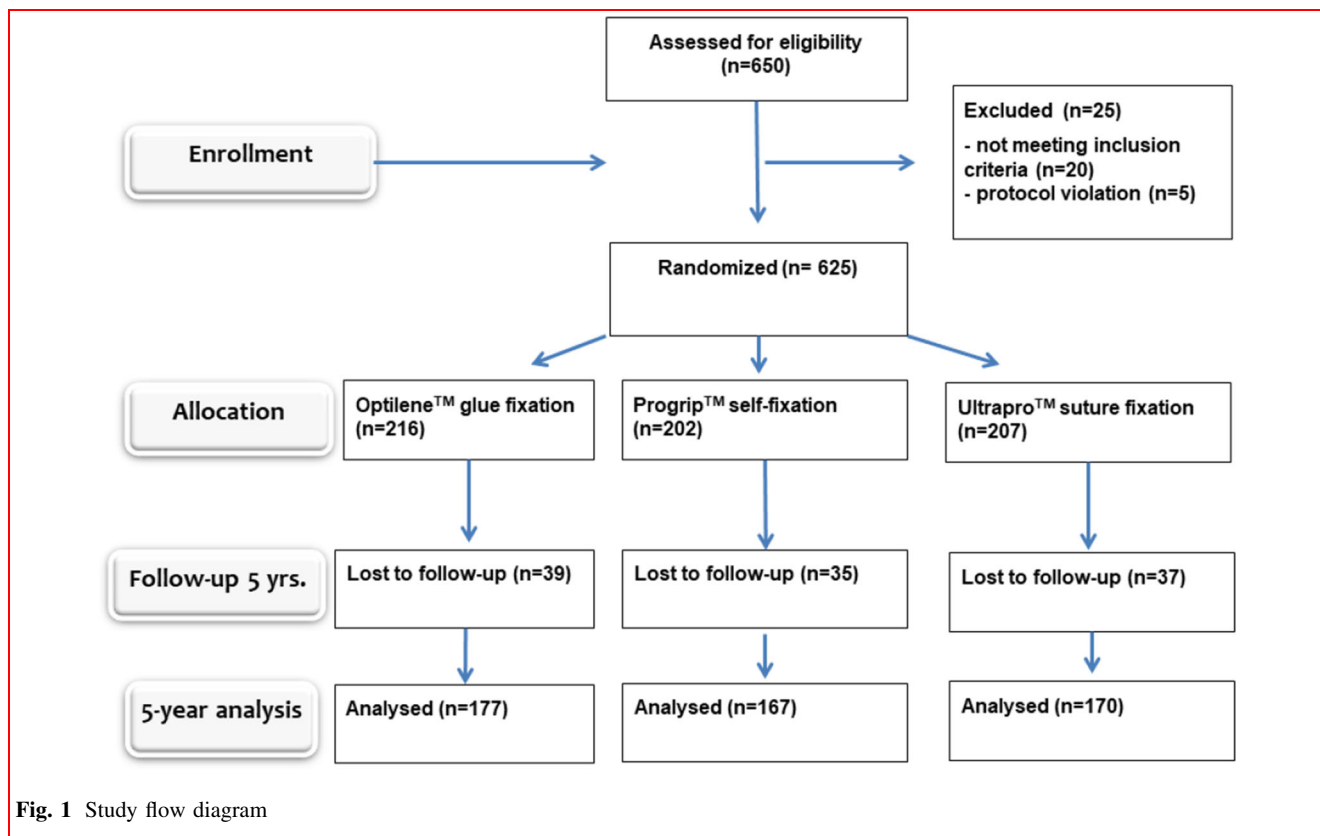 Assessed for eligibility
(n=650)
Excluded (n=25)
- not meeting inclusion
criteria (n=20)
- protocol violation (n=5)
Enrollment
Randomized (n= 625)
Allocation
Optilene™ glue fixation
(n=216)
Progrip™ self-fixation
(n=202)
Ultrapro™ suture fixation
(n=207)
Follow-up 5 yrs.
Lost to follow-up (n=39)
Lost to follow-up (n=35)
Lost to follow-up (n=37)
5-year analysis
Analysed (n=177)
Analysed (n=167)
Analysed (n=170)
Fig. 1 Study flow diagram